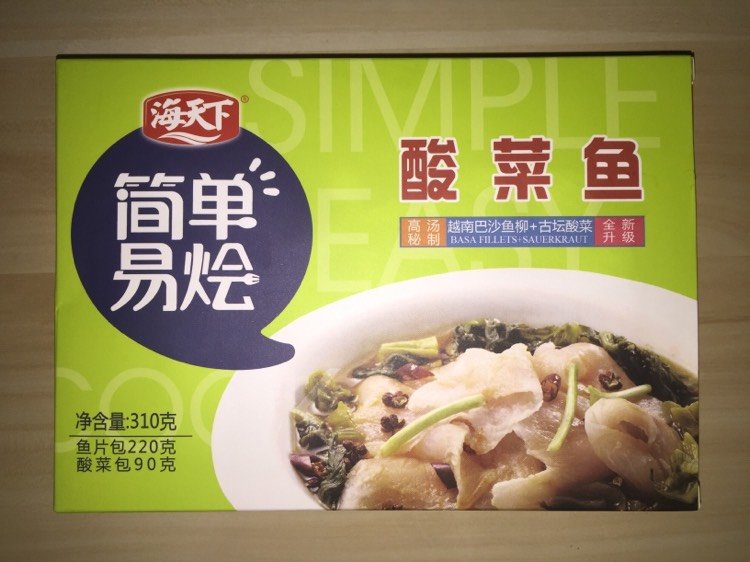 海天下®
简单
易烩
SIMPLE
EASY
COO
酸菜鱼
高汤
秘制
越南巴沙鱼柳+古坛酸菜
BASA FILLETS+SAUERKRAUT
全新
升级
净含量:310克
鱼片包220克
酸菜包90克